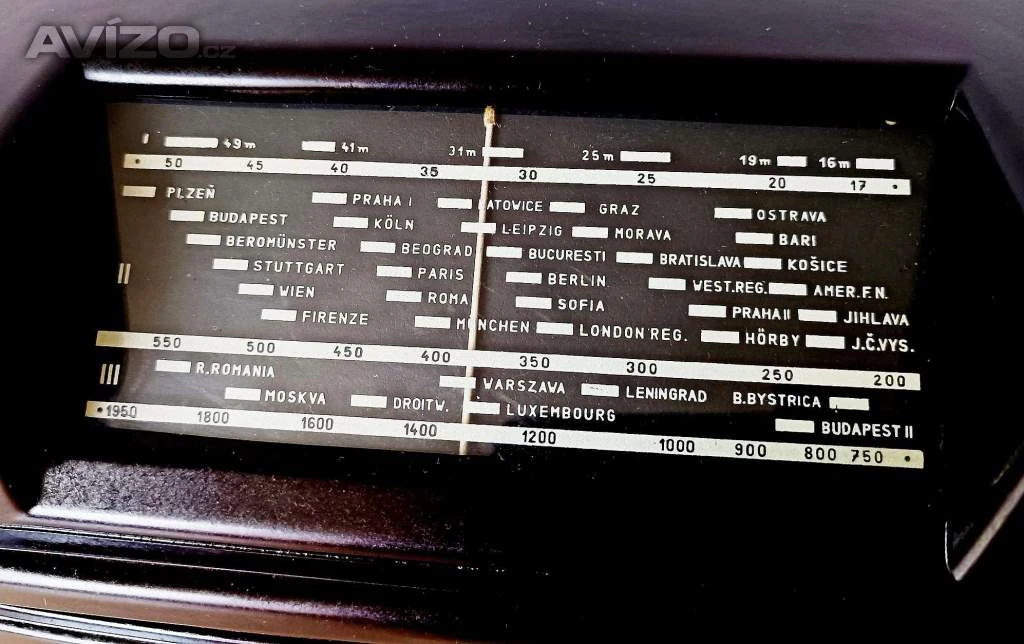 AVÍZO.cz
I 49m 41m 31m 25m 19m 16m
50 45 40 35 30 25 20 17
PLZEŇ PRAHA I KATOWICE GRAZ OSTRAVA
BUDAPEST KÖLN LEIPZIG MORAVA BARI
BEROMÜNSTER BEOGRAD BUCURESTI BRATISLAVA KOŠICE
II STUTTGART PARIS BERLIN WEST.REG. AMER.F.N.
WIEN ROMA SOFIA PRAHA II JIHLAVA
FIRENZE MÜNCHEN LONDON REG. HÖRBY J.Č.VYS.
550 500 450 400 350 300 250 200
III R.ROMANIA WARSZAWA LENINGRAD B.BYSTRICA
MOSKVA DROITW. LUXEMBOURG BUDAPEST II
1950 1800 1600 1400 1200 1000 900 800 750